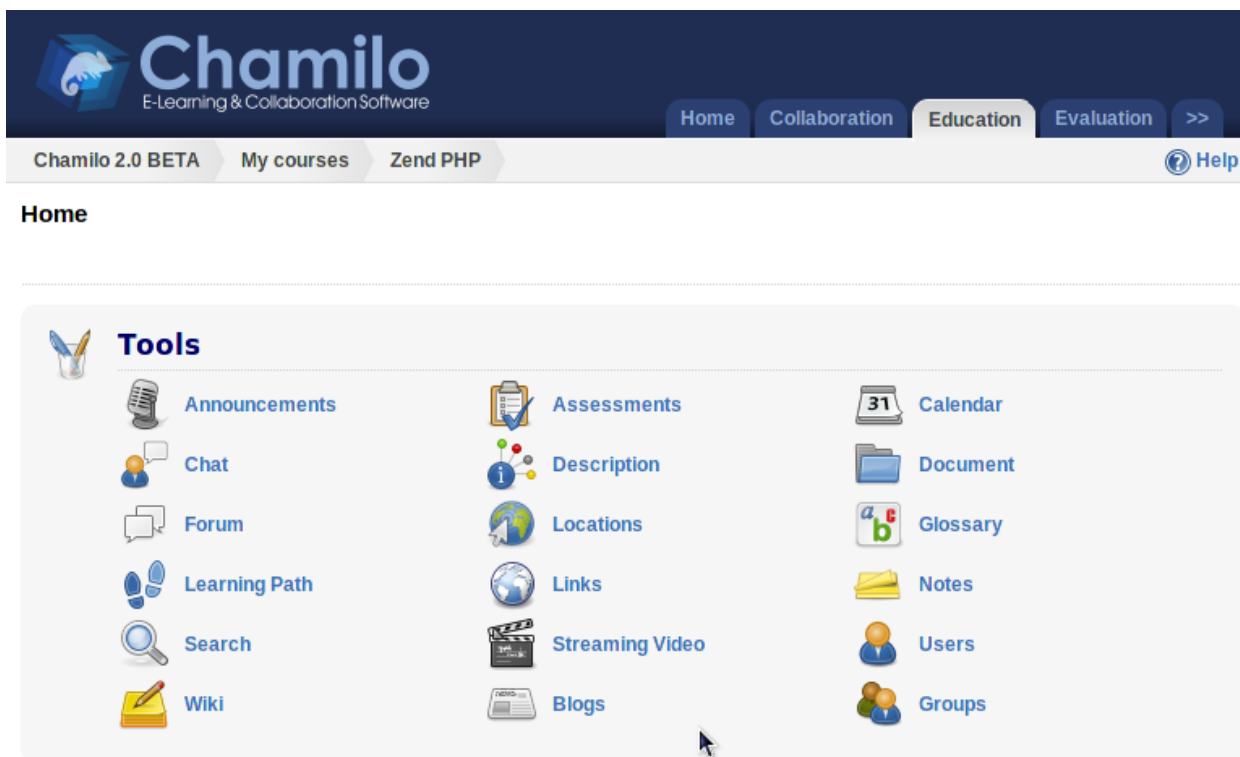 Chamilo
E-Learning & Collaboration Software
Home Collaboration Education Evaluation >>
Chamilo 2.0 BETA My courses Zend PHP Help
Home
Tools
Announcements Assessments 31 Calendar
Chat Description Document
Forum Locations a b c Glossary
Learning Path Links Notes
Search Streaming Video Users
Wiki Blogs Groups